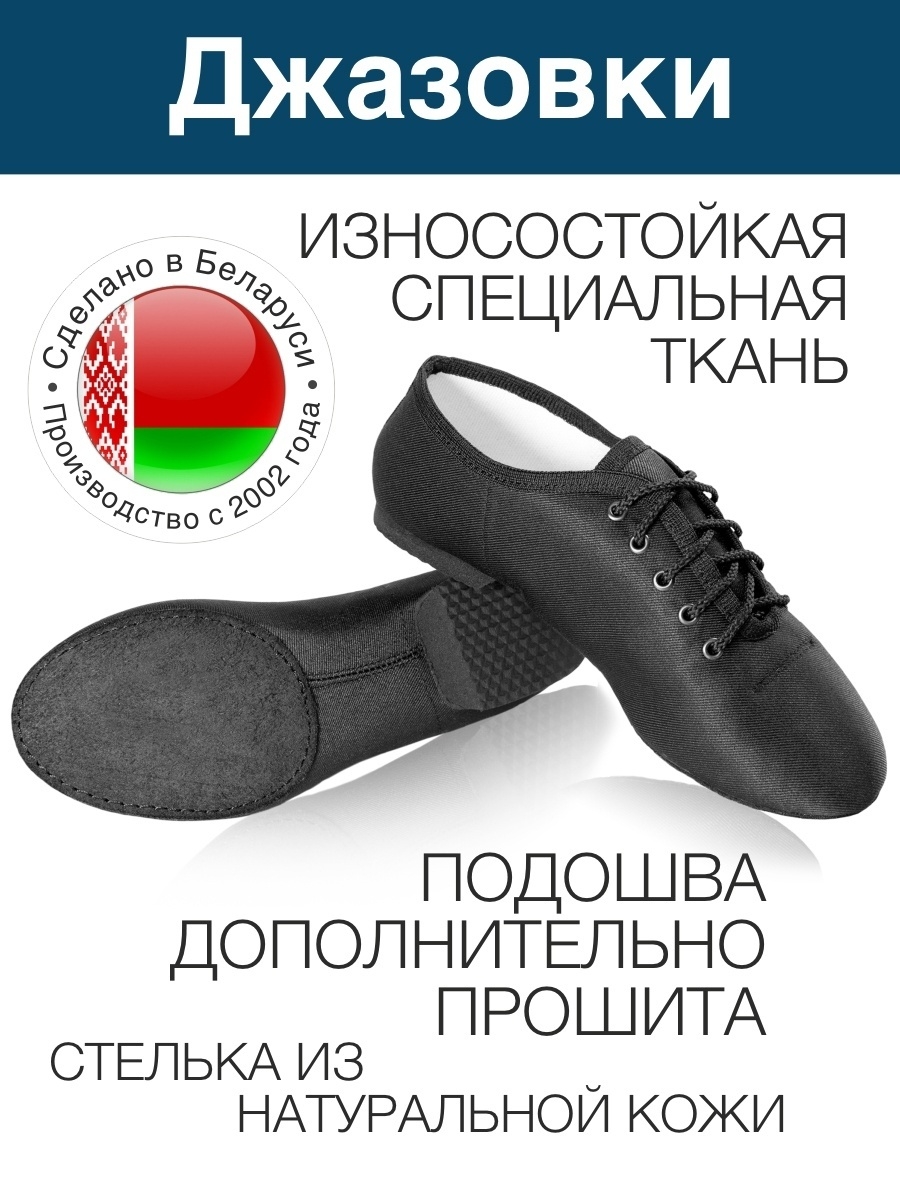 Джазовки
ИЗНОСОСТОЙКАЯ
СПЕЦИАЛЬНАЯ
ТКАНЬ
• Сделано в Беларуси •
Производство с 2002 года
ПОДОШВА
ДОПОЛНИТЕЛЬНО
ПРОШИТА
СТЕЛЬКА ИЗ
НАТУРАЛЬНОЙ КОЖИ